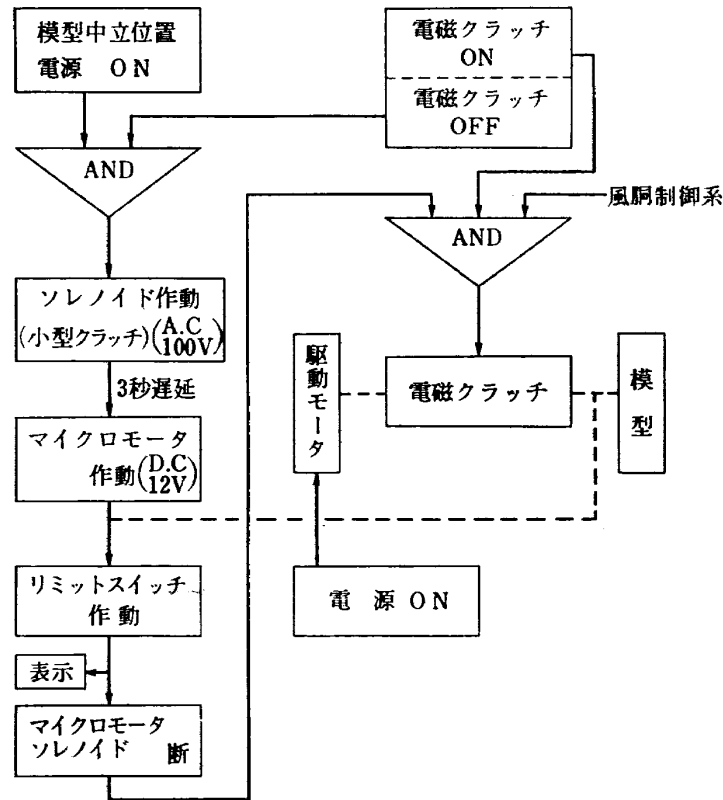 模型中立位置
電源 ON
電磁クラッチ
ON
電磁クラッチ
OFF
AND
風胴制御系
AND
ソレノイド作動
(小型クラッチ)(A.C 100V)
3秒遅延
駆動モータ
電磁クラッチ
模型
マイクロモータ
作動(D.C 12V)
リミットスイッチ
作動
電源 ON
表示
マイクロモータ
ソレノイド 断